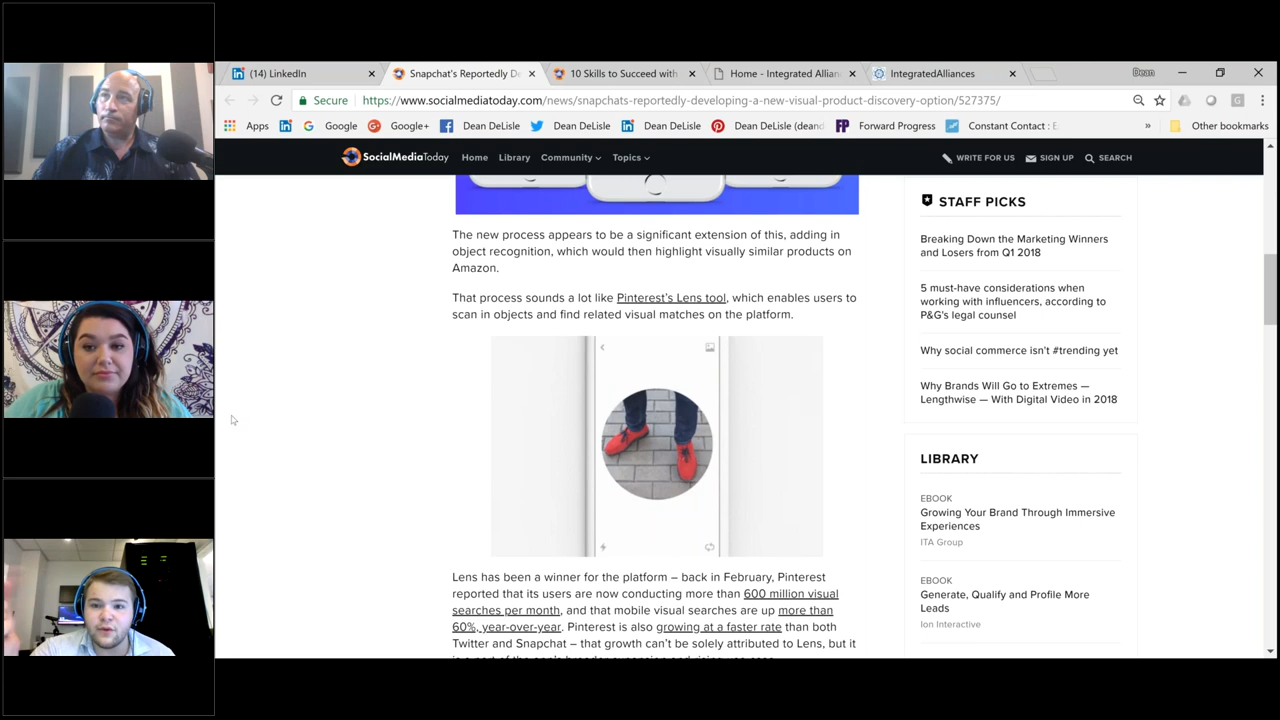 (14) LinkedIn
Snapchat's Reportedly De
10 Skills to Succeed with
Home - Integrated Allian
IntegratedAlliances
Dean
Secure
https://www.socialmediatoday.com/news/snapchats-reportedly-developing-a-new-visual-product-discovery-option/527375/
Apps
Google
Google+
Dean DeLisle
Dean DeLisle
Dean DeLisle
Dean DeLisle (deand
Forward Progress
Constant Contact : E
»
Other bookmarks
SocialMediaToday
Home
Library
Community
Topics
WRITE FOR US
SIGN UP
SEARCH
The new process appears to be a significant extension of this, adding in
object recognition, which would then highlight visually similar products on
Amazon.
That process sounds a lot like Pinterest's Lens tool, which enables users to
scan in objects and find related visual matches on the platform.
Lens has been a winner for the platform – back in February, Pinterest
reported that its users are now conducting more than 600 million visual
searches per month, and that mobile visual searches are up more than
60%, year-over-year. Pinterest is also growing at a faster rate than both
Twitter and Snapchat – that growth can't be solely attributed to Lens, but it
STAFF PICKS
Breaking Down the Marketing Winners
and Losers from Q1 2018
5 must-have considerations when
working with influencers, according to
P&G's legal counsel
Why social commerce isn't #trending yet
Why Brands Will Go to Extremes —
Lengthwise — With Digital Video in 2018
LIBRARY
EBOOK
Growing Your Brand Through Immersive
Experiences
ITA Group
EBOOK
Generate, Qualify and Profile More
Leads
Ion Interactive